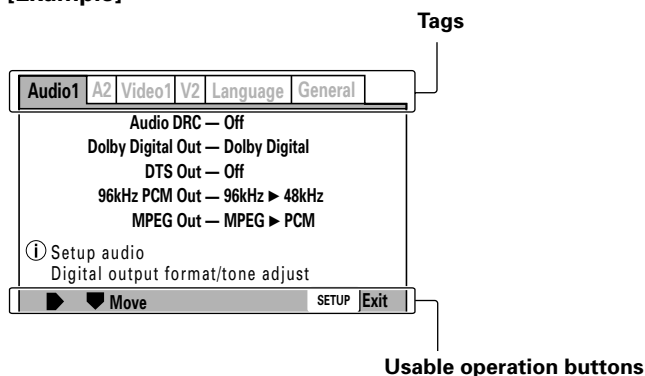 [Example]
Tags
Audio1 A2 Video1 V2 Language General
Audio DRC — Off
Dolby Digital Out — Dolby Digital
DTS Out — Off
96kHz PCM Out — 96kHz ► 48kHz
MPEG Out — MPEG ► PCM
ⓘ Setup audio
Digital output format/tone adjust
Move SETUP Exit
Usable operation buttons